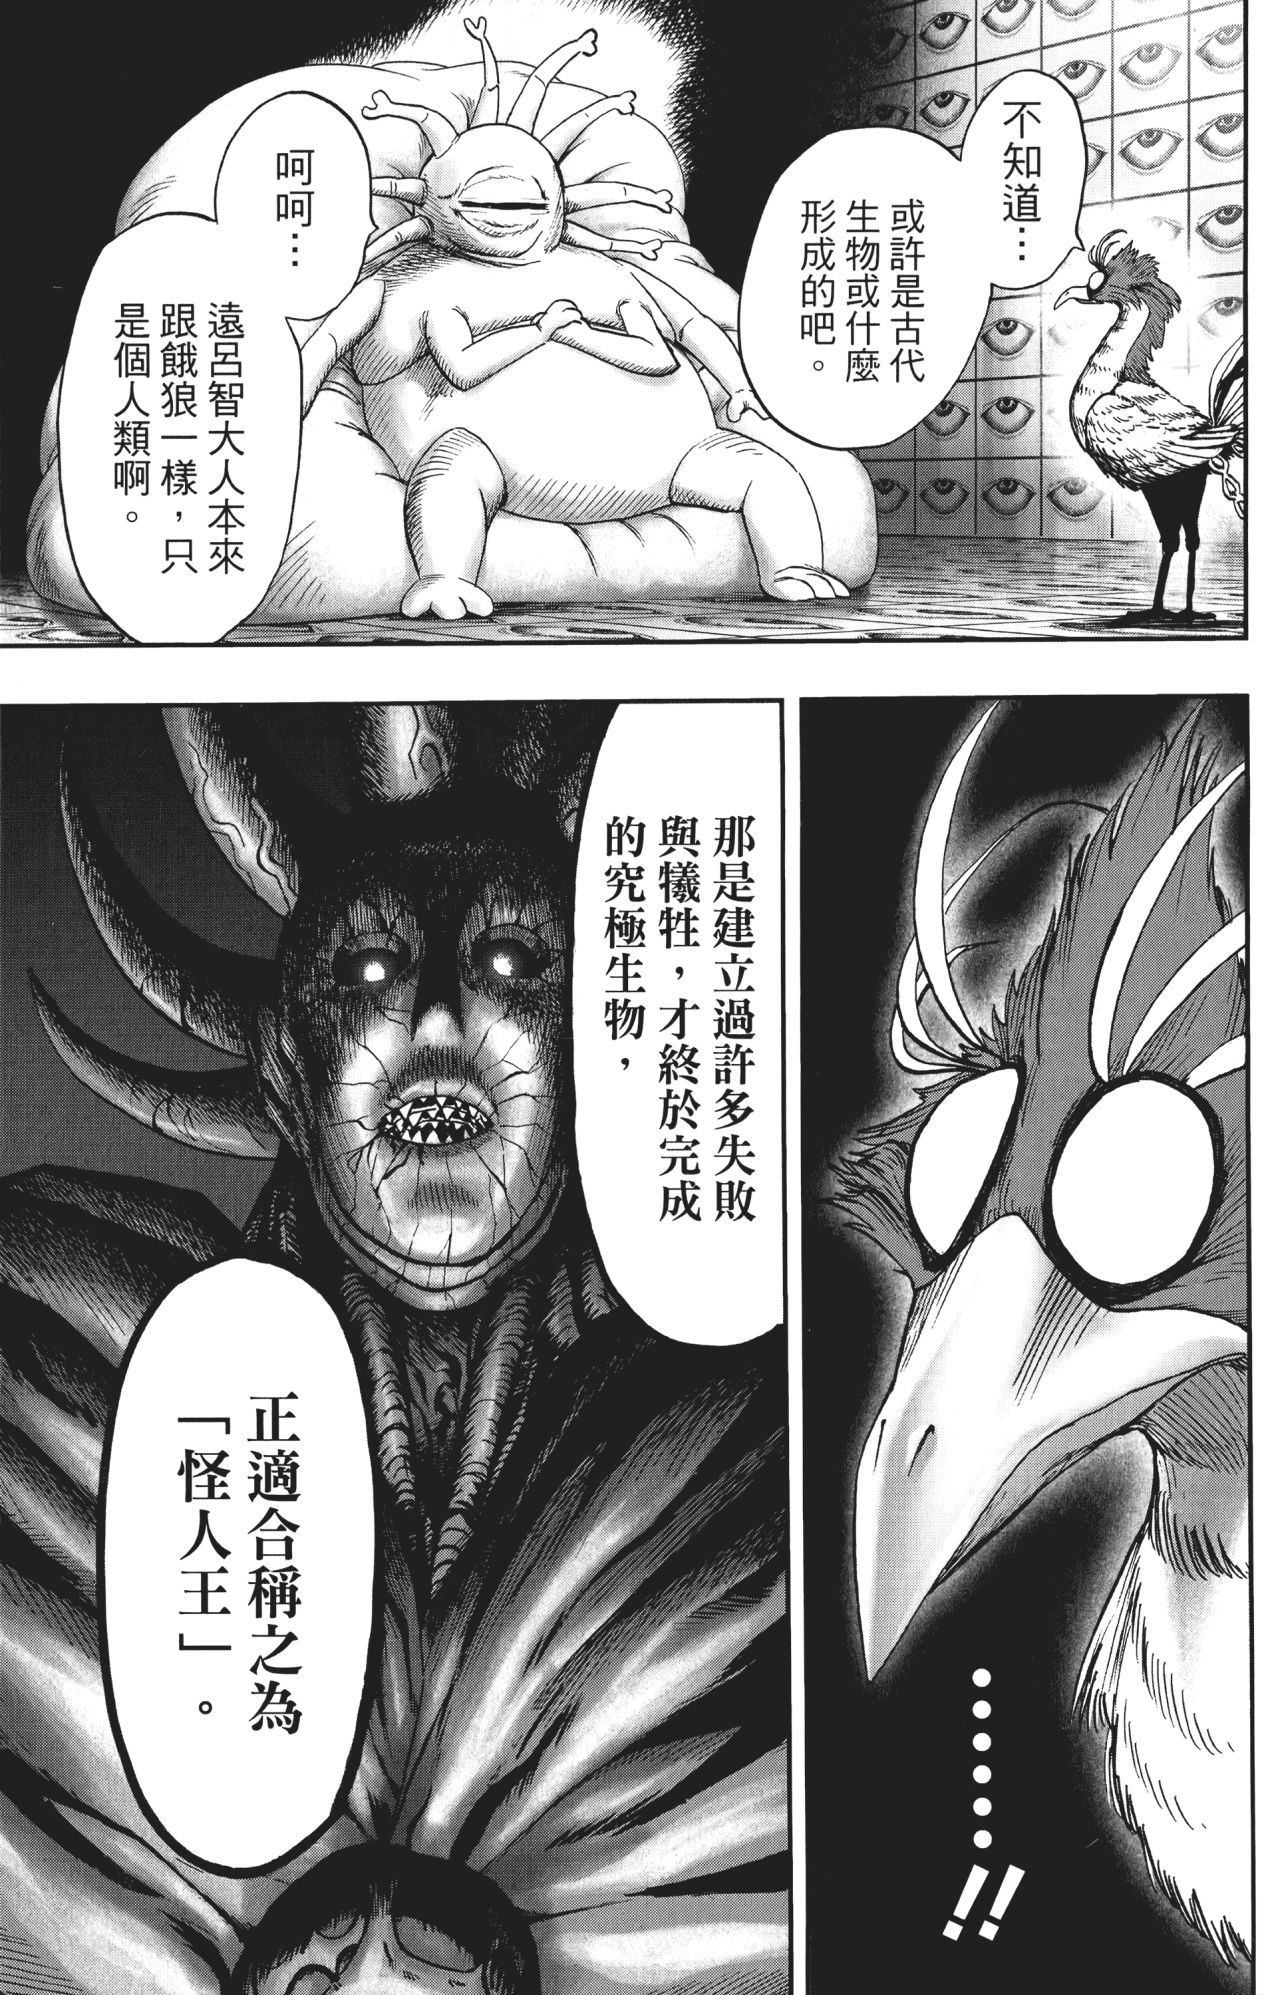 不知道…
或許是古代
生物或什麼
形成的吧。
呵呵…
遠呂智大人本來
跟餓狼一樣，只
是個人類啊。
……!!
那是建立過許多失敗
與犧牲，才終於完成
的究極生物，
正適合稱之為
「怪人王」。